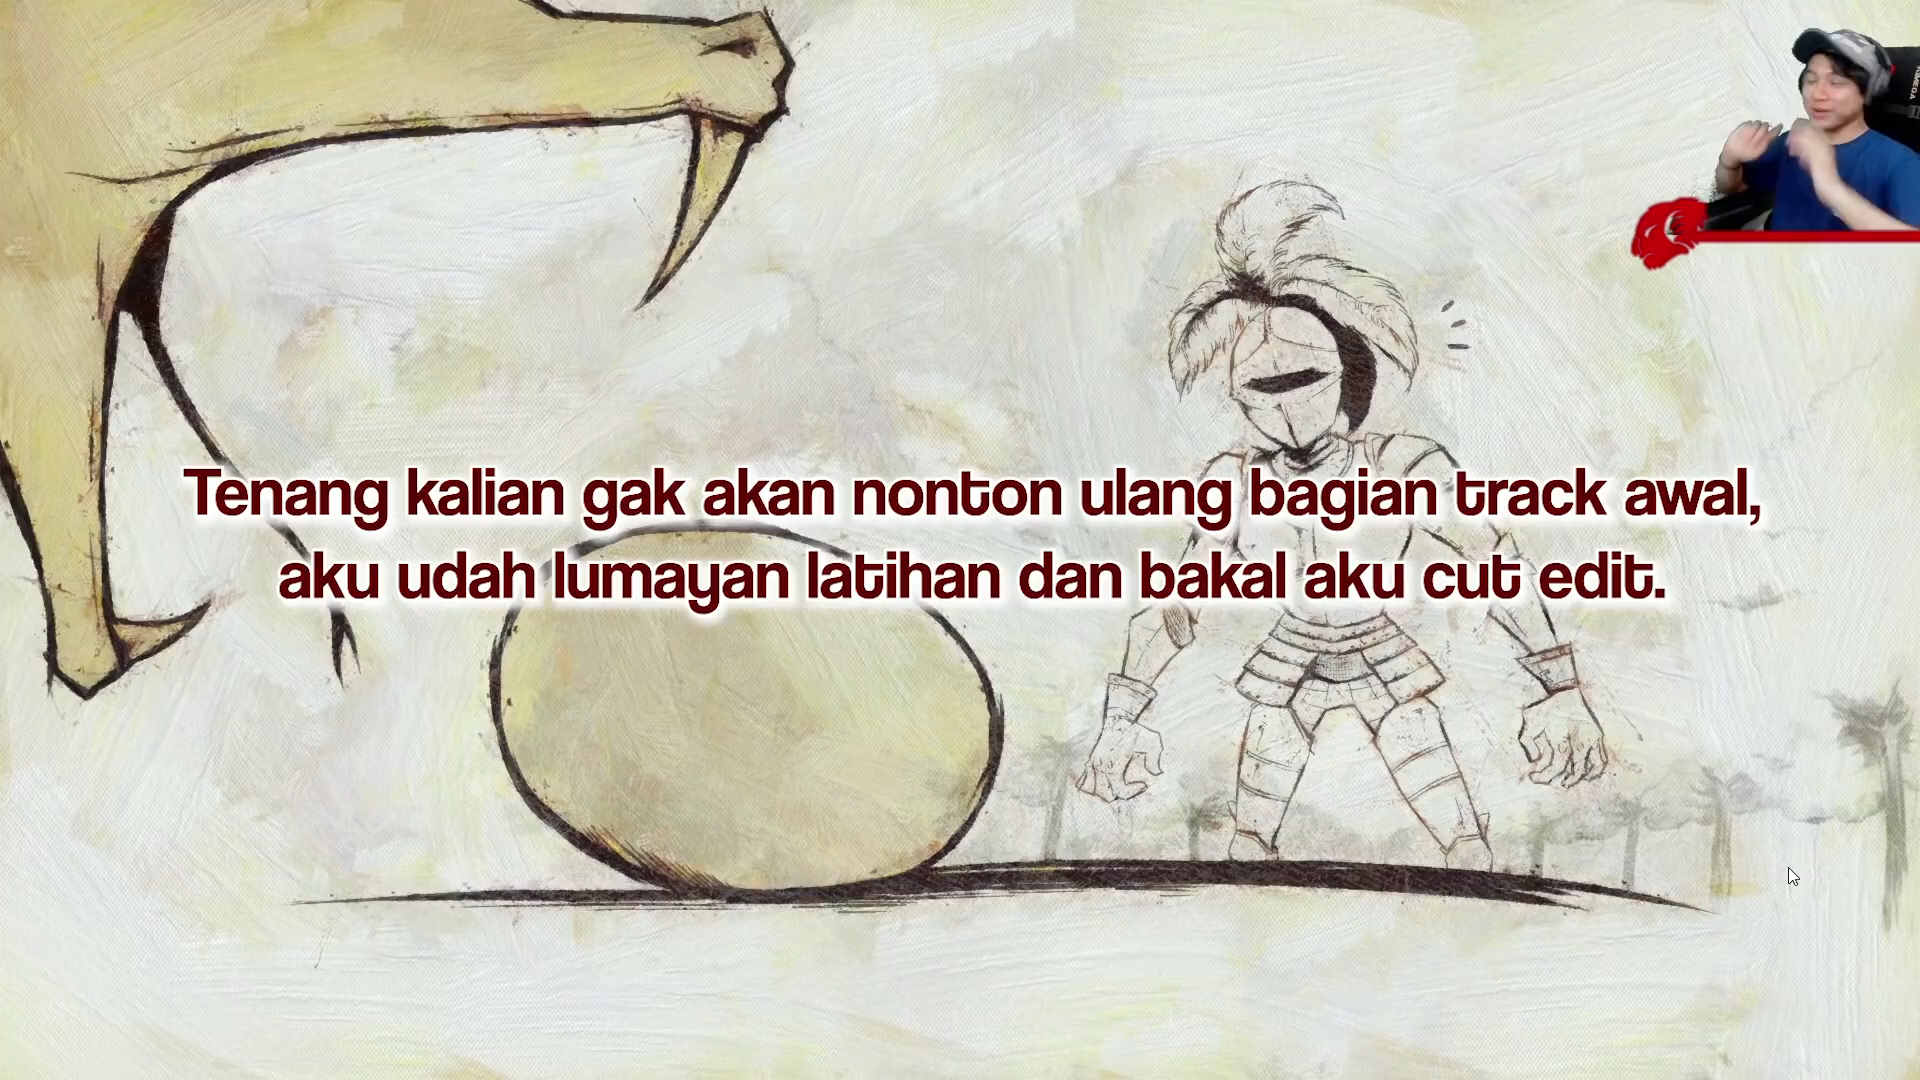 Tenang kalian gak akan nonton ulang bagian track awal,
aku udah lumayan latihan dan bakal aku cut edit.